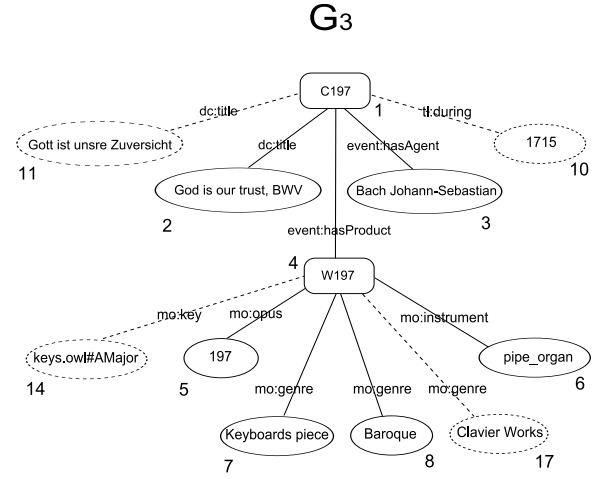 G3
C197
1
dc:title
tl:during
Gott ist unsre Zuversicht
11
dc:title
event:hasAgent
1715
10
God is our trust, BWV
2
Bach Johann-Sebastian
3
event:hasProduct
4
W197
mo:key
mo:opus
mo:instrument
keys.owl#AMajor
14
197
5
pipe_organ
6
mo:genre
mo:genre
mo:genre
Keyboards piece
7
Baroque
8
Clavier Works
17